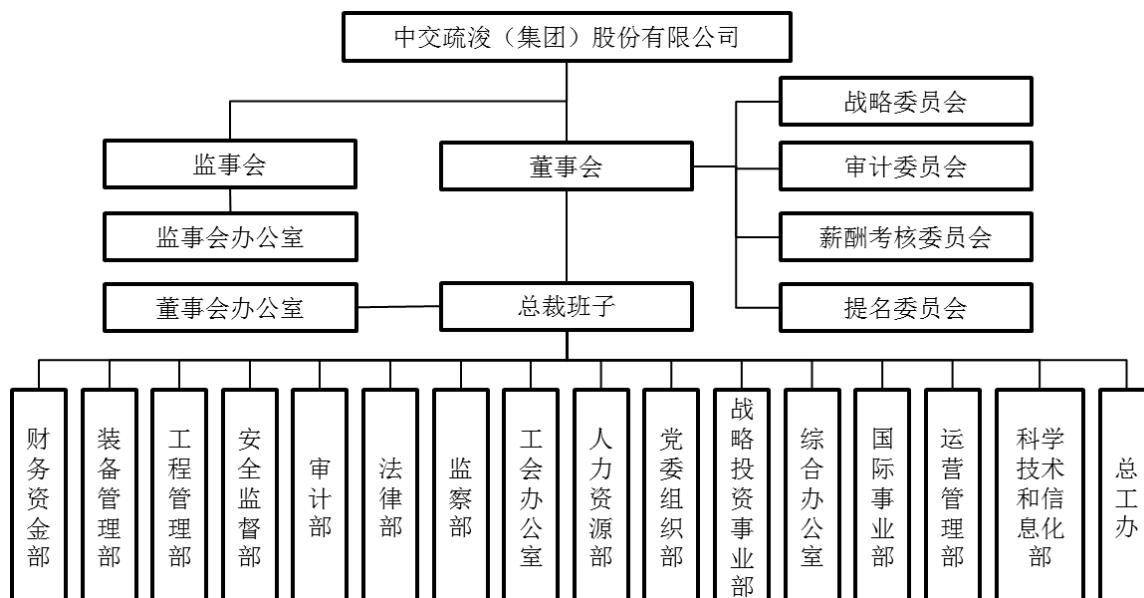 中交疏浚（集团）股份有限公司
战略委员会
监事会
董事会
审计委员会
监事会办公室
薪酬考核委员会
董事会办公室
总裁班子
提名委员会
财务资金部
装备管理部
工程管理部
安全监督部
审计部
法律部
监察部
工会办公室
人力资源部
党委组织部
战略投资事业部
综合办公室
国际事业部
运营管理部
科学
技术
和信
息化
部
总工办